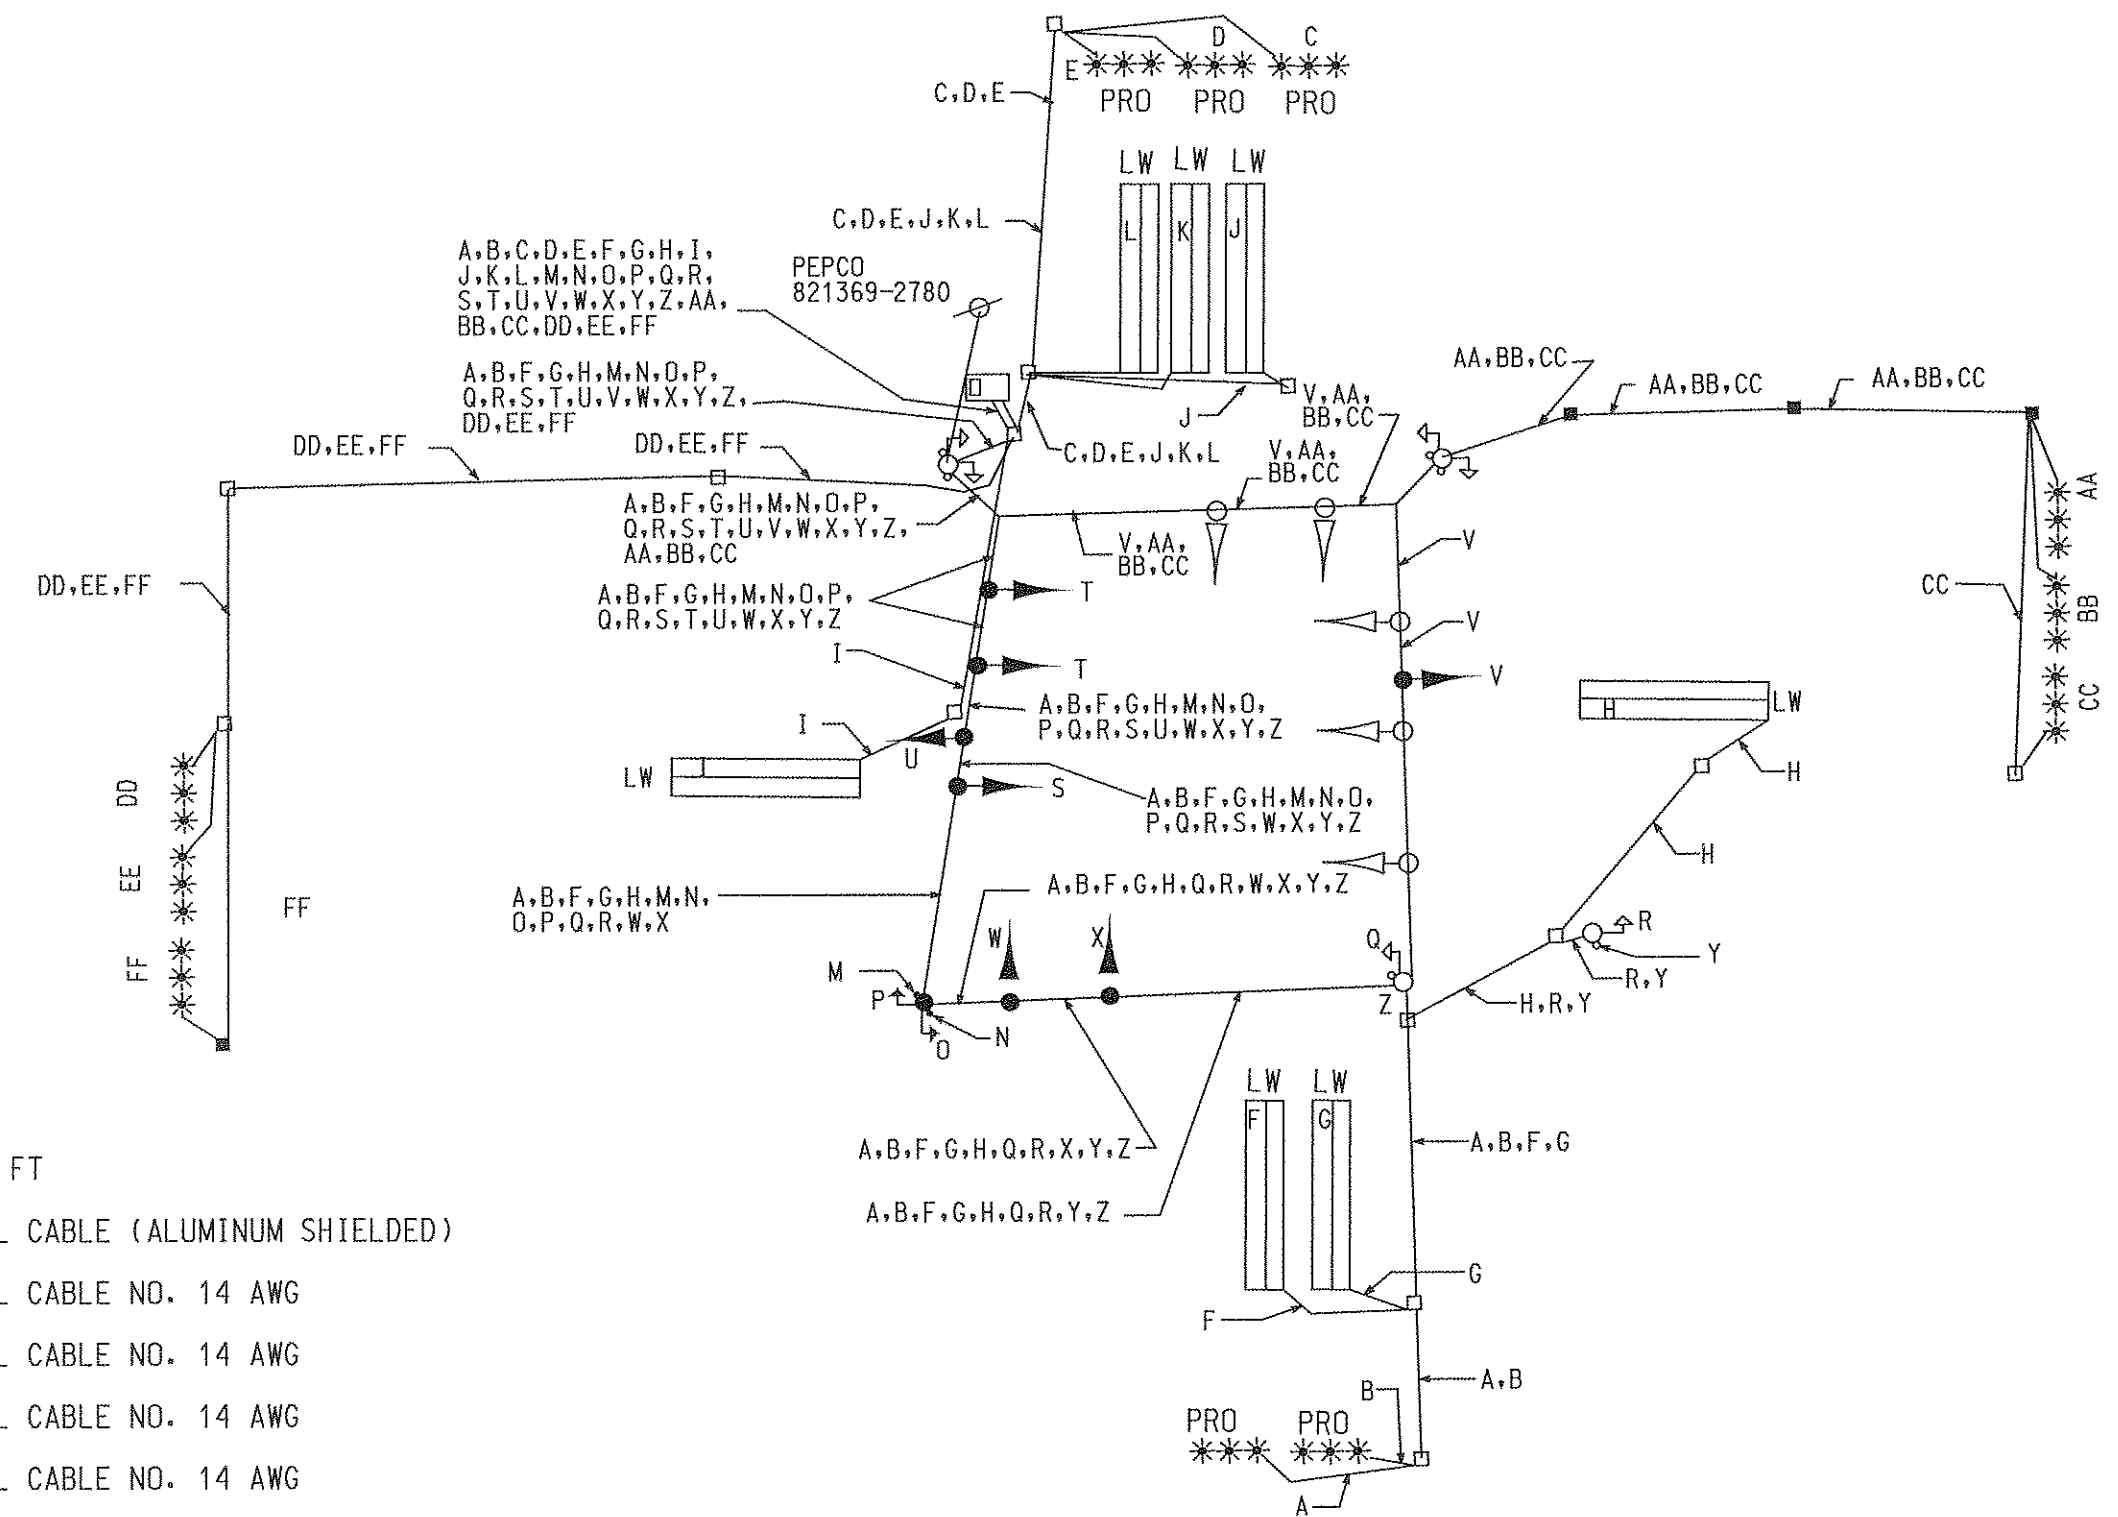 D
C
E
C,D,E
PRO
PRO
PRO
LW
LW
LW
C,D,E,J,K,L
L
K
J
A,B,C,D,E,F,G,H,I,
J,K,L,M,N,O,P,Q,R,
S,T,U,V,W,X,Y,Z,AA,
BB,CC,DD,EE,FF
PEPCO
821369-2780
A,B,F,G,H,M,N,O,P,
Q,R,S,T,U,V,W,X,Y,Z,
DD,EE,FF
AA,BB,CC
AA,BB,CC
AA,BB,CC
J
V,AA,
BB,CC
DD,EE,FF
DD,EE,FF
C,D,E,J,K,L
V,AA,
BB,CC
AA
A,B,F,G,H,M,N,O,P,
Q,R,S,T,U,V,W,X,Y,Z,
AA,BB,CC
V,AA,
BB,CC
V
DD,EE,FF
A,B,F,G,H,M,N,O,P,
Q,R,S,T,U,W,X,Y,Z
T
CC
BB
V
I
T
V
H
LW
CC
I
A,B,F,G,H,M,N,O,
P,Q,R,S,U,W,X,Y,Z
U
LW
I
H
DD
S
A,B,F,G,H,M,N,O,
P,Q,R,S,W,X,Y,Z
H
EE
FF
A,B,F,G,H,M,N,
O,P,Q,R,W,X
A,B,F,G,H,Q,R,W,X,Y,Z
FF
W
X
Q
R
Y
M
P
R,Y
Z
H,R,Y
N
O
LW
LW
F
G
A,B,F,G,H,Q,R,X,Y,Z
A,B,F,G
FT
A,B,F,G,H,Q,R,Y,Z
L CABLE (ALUMINUM SHIELDED)
G
L CABLE NO. 14 AWG
F
L CABLE NO. 14 AWG
B
A,B
PRO
PRO
L CABLE NO. 14 AWG
L CABLE NO. 14 AWG
A